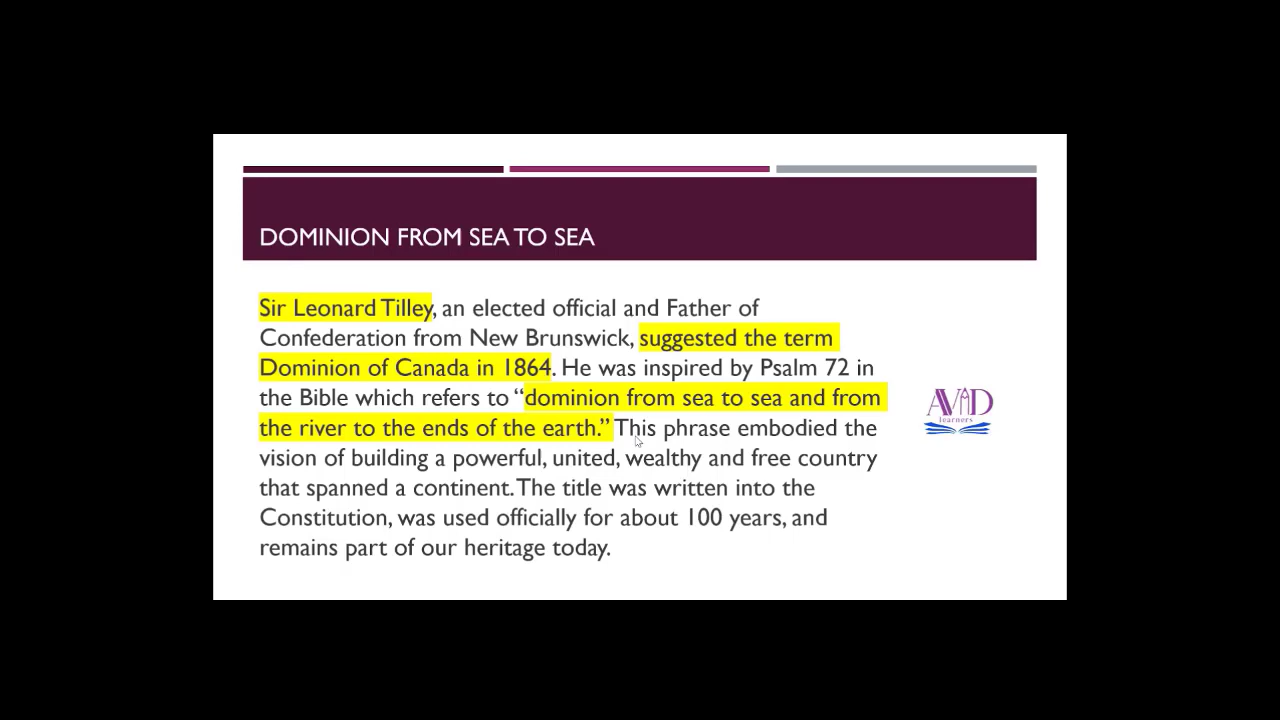 DOMINION FROM SEA TO SEA
Sir Leonard Tilley, an elected official and Father of
Confederation from New Brunswick, suggested the term
Dominion of Canada in 1864. He was inspired by Psalm 72 in
the Bible which refers to “dominion from sea to sea and from
the river to the ends of the earth.” This phrase embodied the
vision of building a powerful, united, wealthy and free country
that spanned a continent. The title was written into the
Constitution, was used officially for about 100 years, and
remains part of our heritage today.
AVID
learners